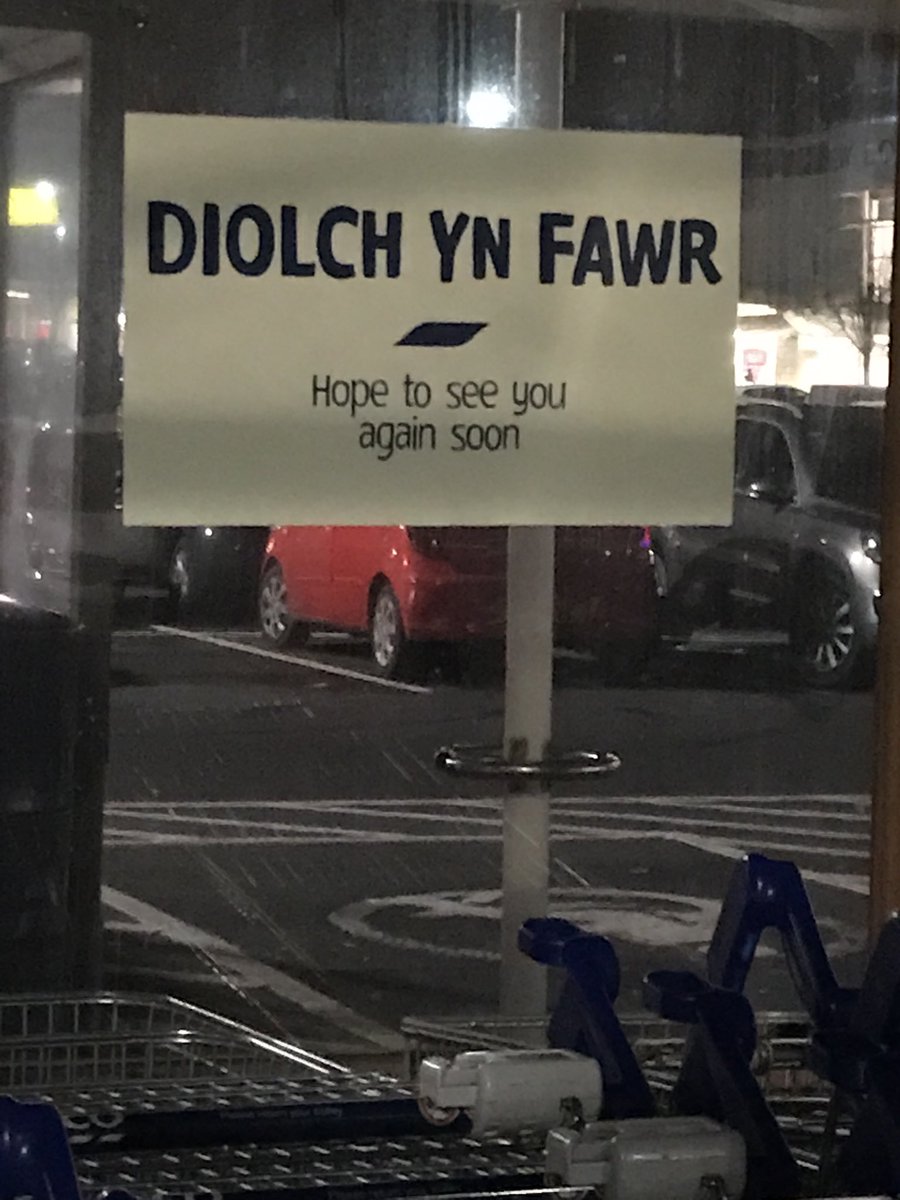 DIOLCH YN FAWR
Hope to see you
again soon